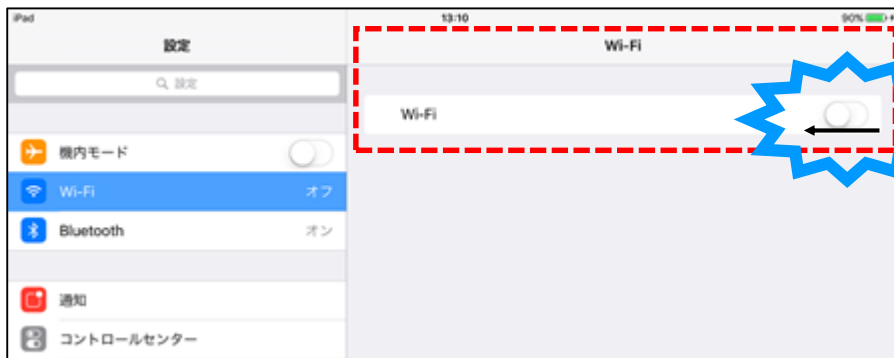 iPad
13:10
90%
設定
Wi-Fi
設定
Wi-Fi
機内モード
Wi-Fi オフ
Bluetooth オン
通知
コントロールセンター